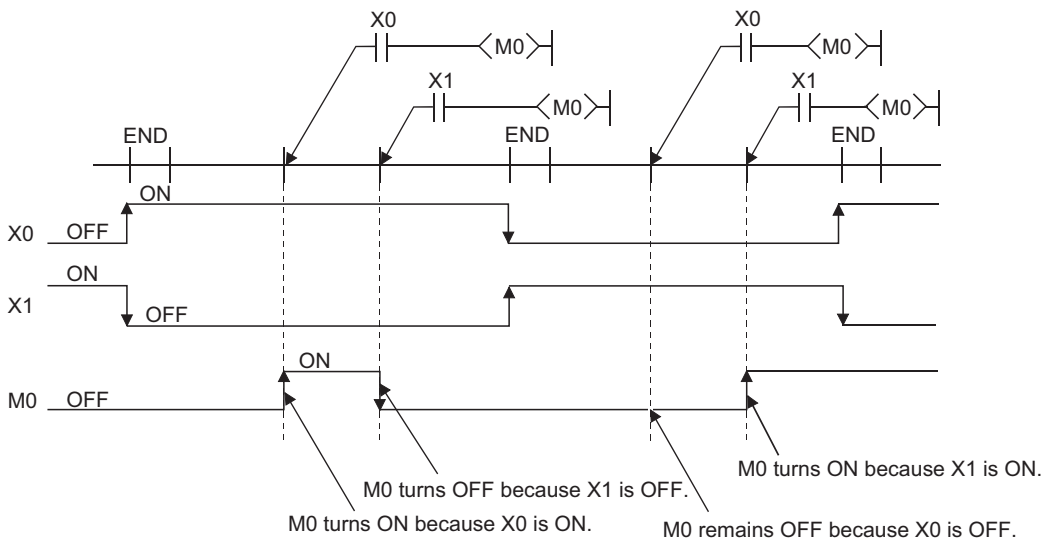 X0 X0
M0 M0
X1 X1
M0 M0
END END END
ON
X0 OFF
ON
X1
OFF
ON
M0 OFF
M0 turns ON because X1 is ON.
M0 turns OFF because X1 is OFF.
M0 turns ON because X0 is ON.
M0 remains OFF because X0 is OFF.